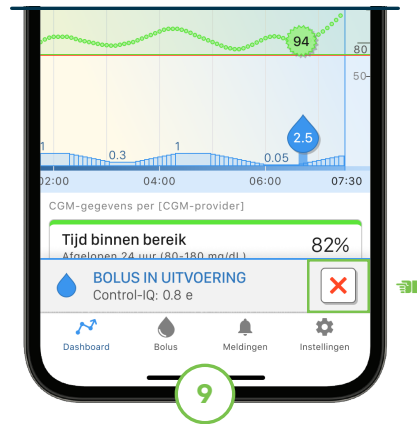 94
80
50
2.5
1
0.3
1
0.05
02:00 04:00 06:00 07:30
CGM-gegevens per [CGM-provider]
Tijd binnen bereik
82%
Afgelopen 24 uur (80-180 mg/dL)
BOLUS IN UITVOERING
Control-IQ: 0.8 e
Dashboard Bolus Meldingen Instellingen
9